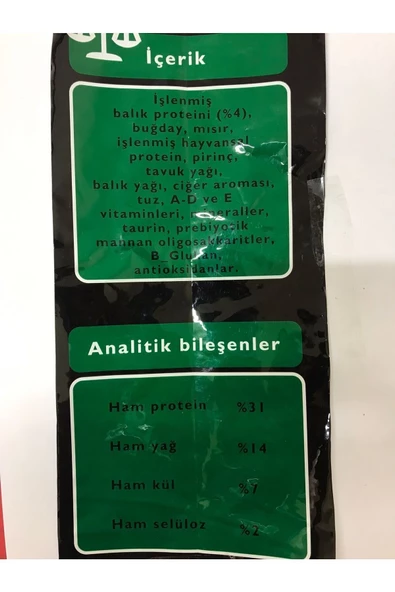 İçerik
İşlenmiş
balık proteini (%4),
buğday, mısır,
işlenmiş hayvansal
protein, pirinç,
tavuk yağı,
balık yağı, ciğer aroması,
tuz, A-D ve E
vitaminleri, mineraller,
taurin, prebiyotik
mannan oligosakkaritler,
B_Glukan,
antioksidanlar.
Analitik bileşenler
Ham protein %31
Ham yağ %14
Ham kül %7
Ham selüloz %2